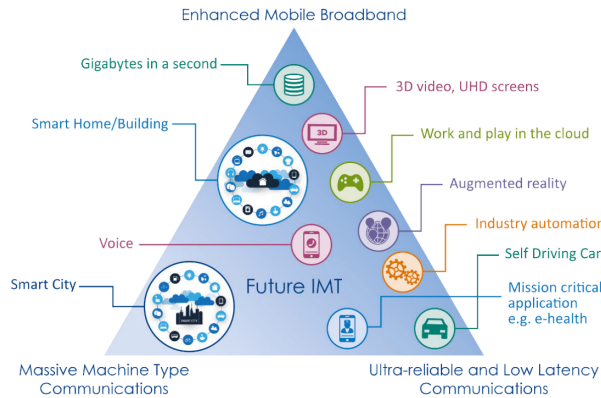 Enhanced Mobile Broadband
Gigabytes in a second
3D video, UHD screens
3D
Smart Home/Building
Work and play in the cloud
Augmented reality
Voice
Industry automation
Smart City
Future IMT
Self Driving Car
Mission critical
application
e.g. e-health
Massive Machine Type
Communications
Ultra-reliable and Low Latency
Communications